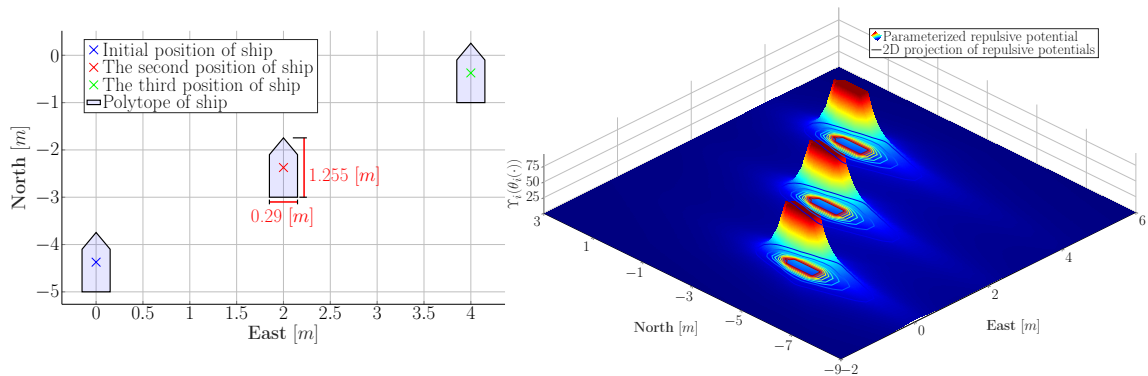 Initial position of ship
The second position of ship
The third position of ship
Polytope of ship
North [m]
0
−1
−2
−3
−4
−5
1.255 [m]
0.29 [m]
0 0.5 1 1.5 2 2.5 3 3.5 4
East [m]
Parameterized repulsive potential
2D projection of repulsive potentials
ϒi(θi(·))
75
50
25
3
1
−1
−3
−5
−7
−9
North [m]
−2
0
2
4
6
East [m]